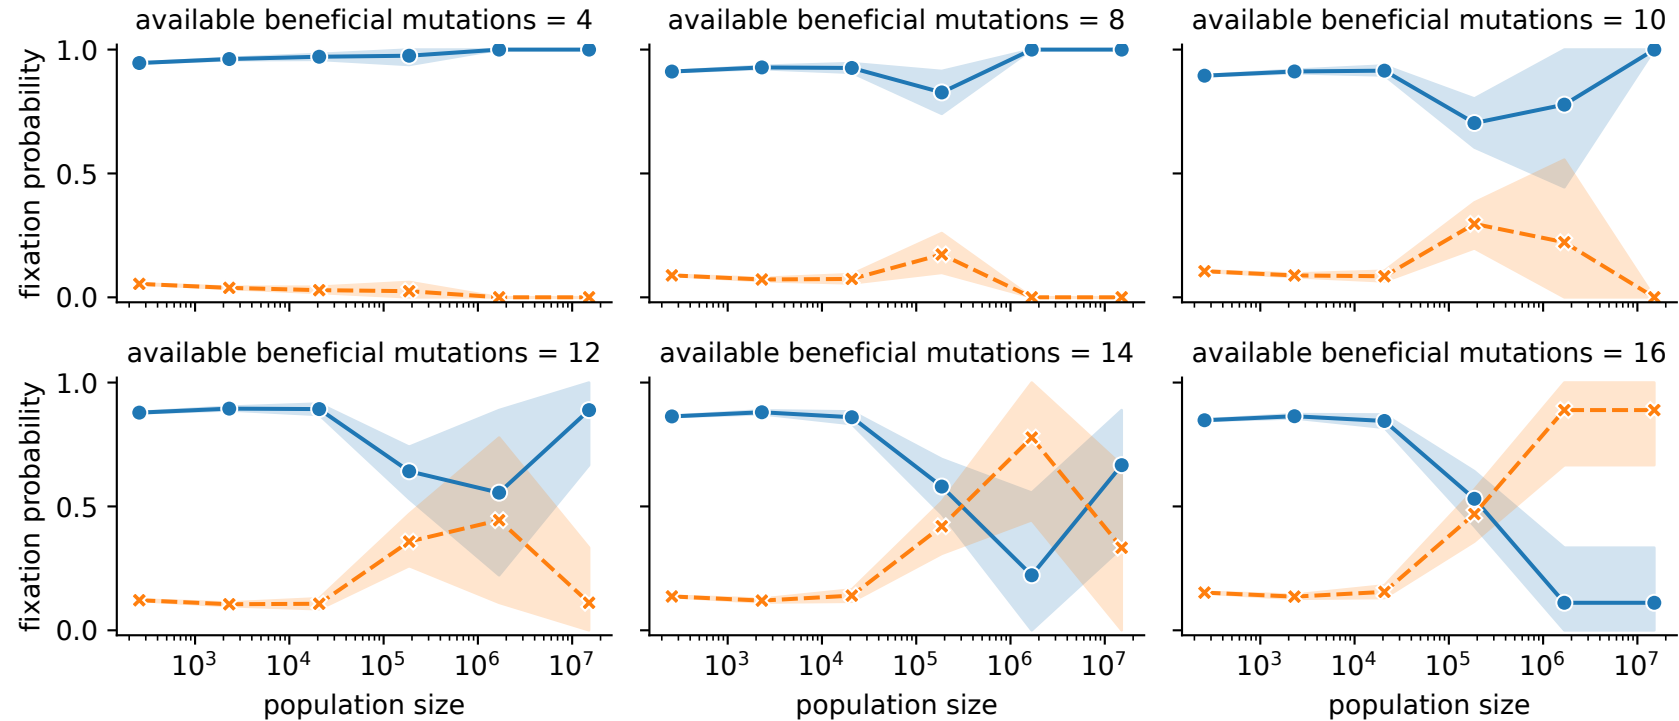 available beneficial mutations = 4
available beneficial mutations = 8
available beneficial mutations = 10
fixation probability
1.0
0.5
0.0
available beneficial mutations = 12
available beneficial mutations = 14
available beneficial mutations = 16
fixation probability
1.0
0.5
0.0
10³ 10⁴ 10⁵ 10⁶ 10⁷
10³ 10⁴ 10⁵ 10⁶ 10⁷
10³ 10⁴ 10⁵ 10⁶ 10⁷
population size
population size
population size